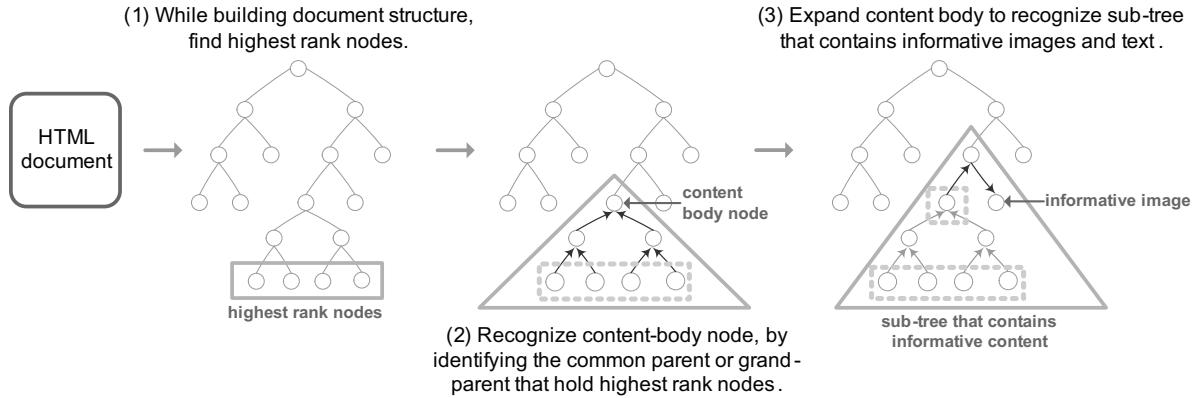 (1) While building document structure,
find highest rank nodes.
(3) Expand content body to recognize sub-tree
that contains informative images and text .
HTML
document
highest rank nodes
content
body node
(2) Recognize content-body node, by
identifying the common parent or grand-
parent that hold highest rank nodes .
informative image
sub-tree that contains
informative content